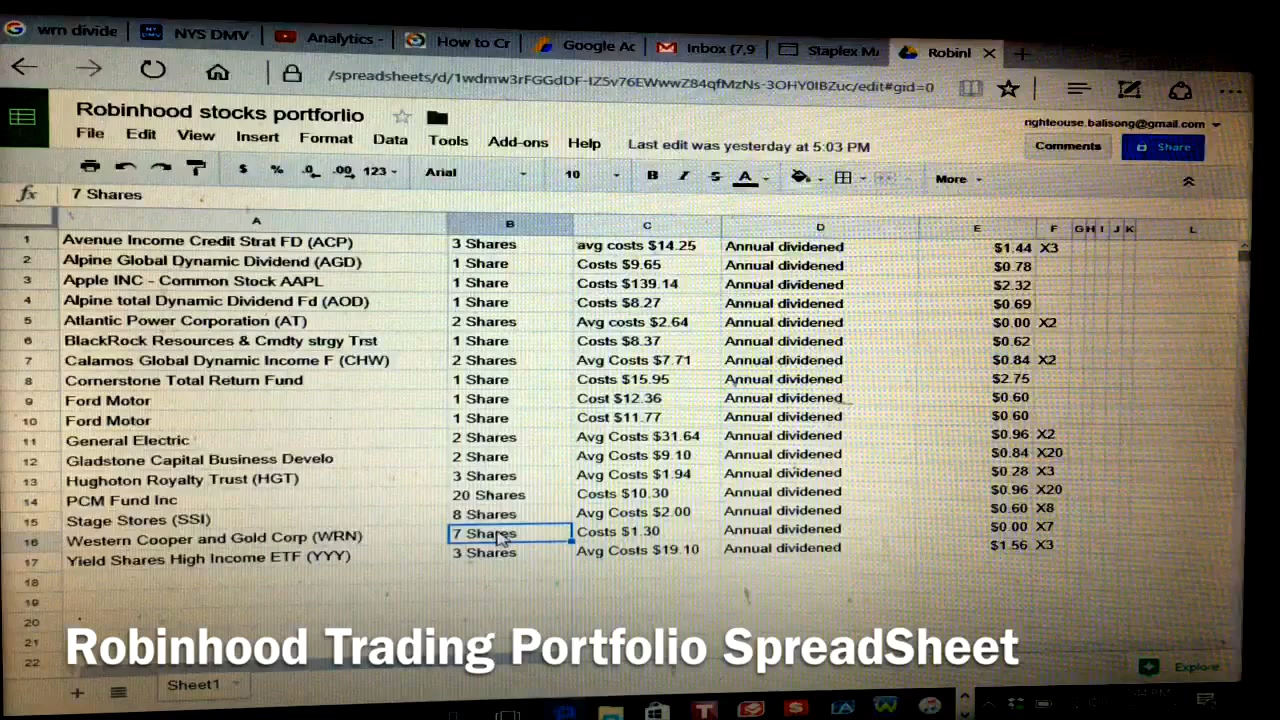 wrn divide NYS DMV Analytics - How to Cr Google Ac Inbox (7,9 Staplex Ma Robinl
/spreadsheets/d/1wdmw3rFGGdDF-IZ5v76EWwwZ84qfMzNs-3OHY0IBZuc/edit#gid=0
Robinhood stocks portforlio
righteouse.balisong@gmail.com
File Edit View Insert Format Data Tools Add-ons Help Last edit was yesterday at 5:03 PM Comments Share
$ % .0 .00 123 Arial 10 B I S A More
fx 7 Shares
A B C D E F G H I J K L
1 Avenue Income Credit Strat FD (ACP) 3 Shares avg costs $14.25 Annual dividened $1.44 X3
2 Alpine Global Dynamic Dividend (AGD) 1 Share Costs $9.65 Annual dividened $0.78
3 Apple INC - Common Stock AAPL 1 Share Costs $139.14 Annual dividened $2.32
4 Alpine total Dynamic Dividend Fd (AOD) 1 Share Costs $8.27 Annual dividened $0.69
5 Atlantic Power Corporation (AT) 2 Shares Avg costs $2.64 Annual dividened $0.00 X2
6 BlackRock Resources & Cmdty strgy Trst 1 Share Costs $8.37 Annual dividened $0.62
7 Calamos Global Dynamic Income F (CHW) 2 Shares Avg Costs $7.71 Annual dividened $0.84 X2
8 Cornerstone Total Return Fund 1 Share Costs $15.95 Annual dividened $2.75
9 Ford Motor 1 Share Cost $12.36 Annual dividened $0.60
10 Ford Motor 1 Share Cost $11.77 Annual dividened $0.60
11 General Electric 2 Shares Avg Costs $31.64 Annual dividened $0.96 X2
12 Gladstone Capital Business Develo 2 Share Avg Costs $9.10 Annual dividened $0.84 X20
13 Hughoton Royalty Trust (HGT) 3 Shares Avg Costs $1.94 Annual dividened $0.28 X3
14 PCM Fund Inc 20 Shares Costs $10.30 Annual dividened $0.96 X20
15 Stage Stores (SSI) 8 Shares Avg Costs $2.00 Annual dividened $0.60 X8
16 Western Cooper and Gold Corp (WRN) 7 Shares Costs $1.30 Annual dividened $0.00 X7
17 Yield Shares High Income ETF (YYY) 3 Shares Avg Costs $19.10 Annual dividened $1.56 X3
18
19
20
21
22
Robinhood Trading Portfolio SpreadSheet
Sheet1 Explore